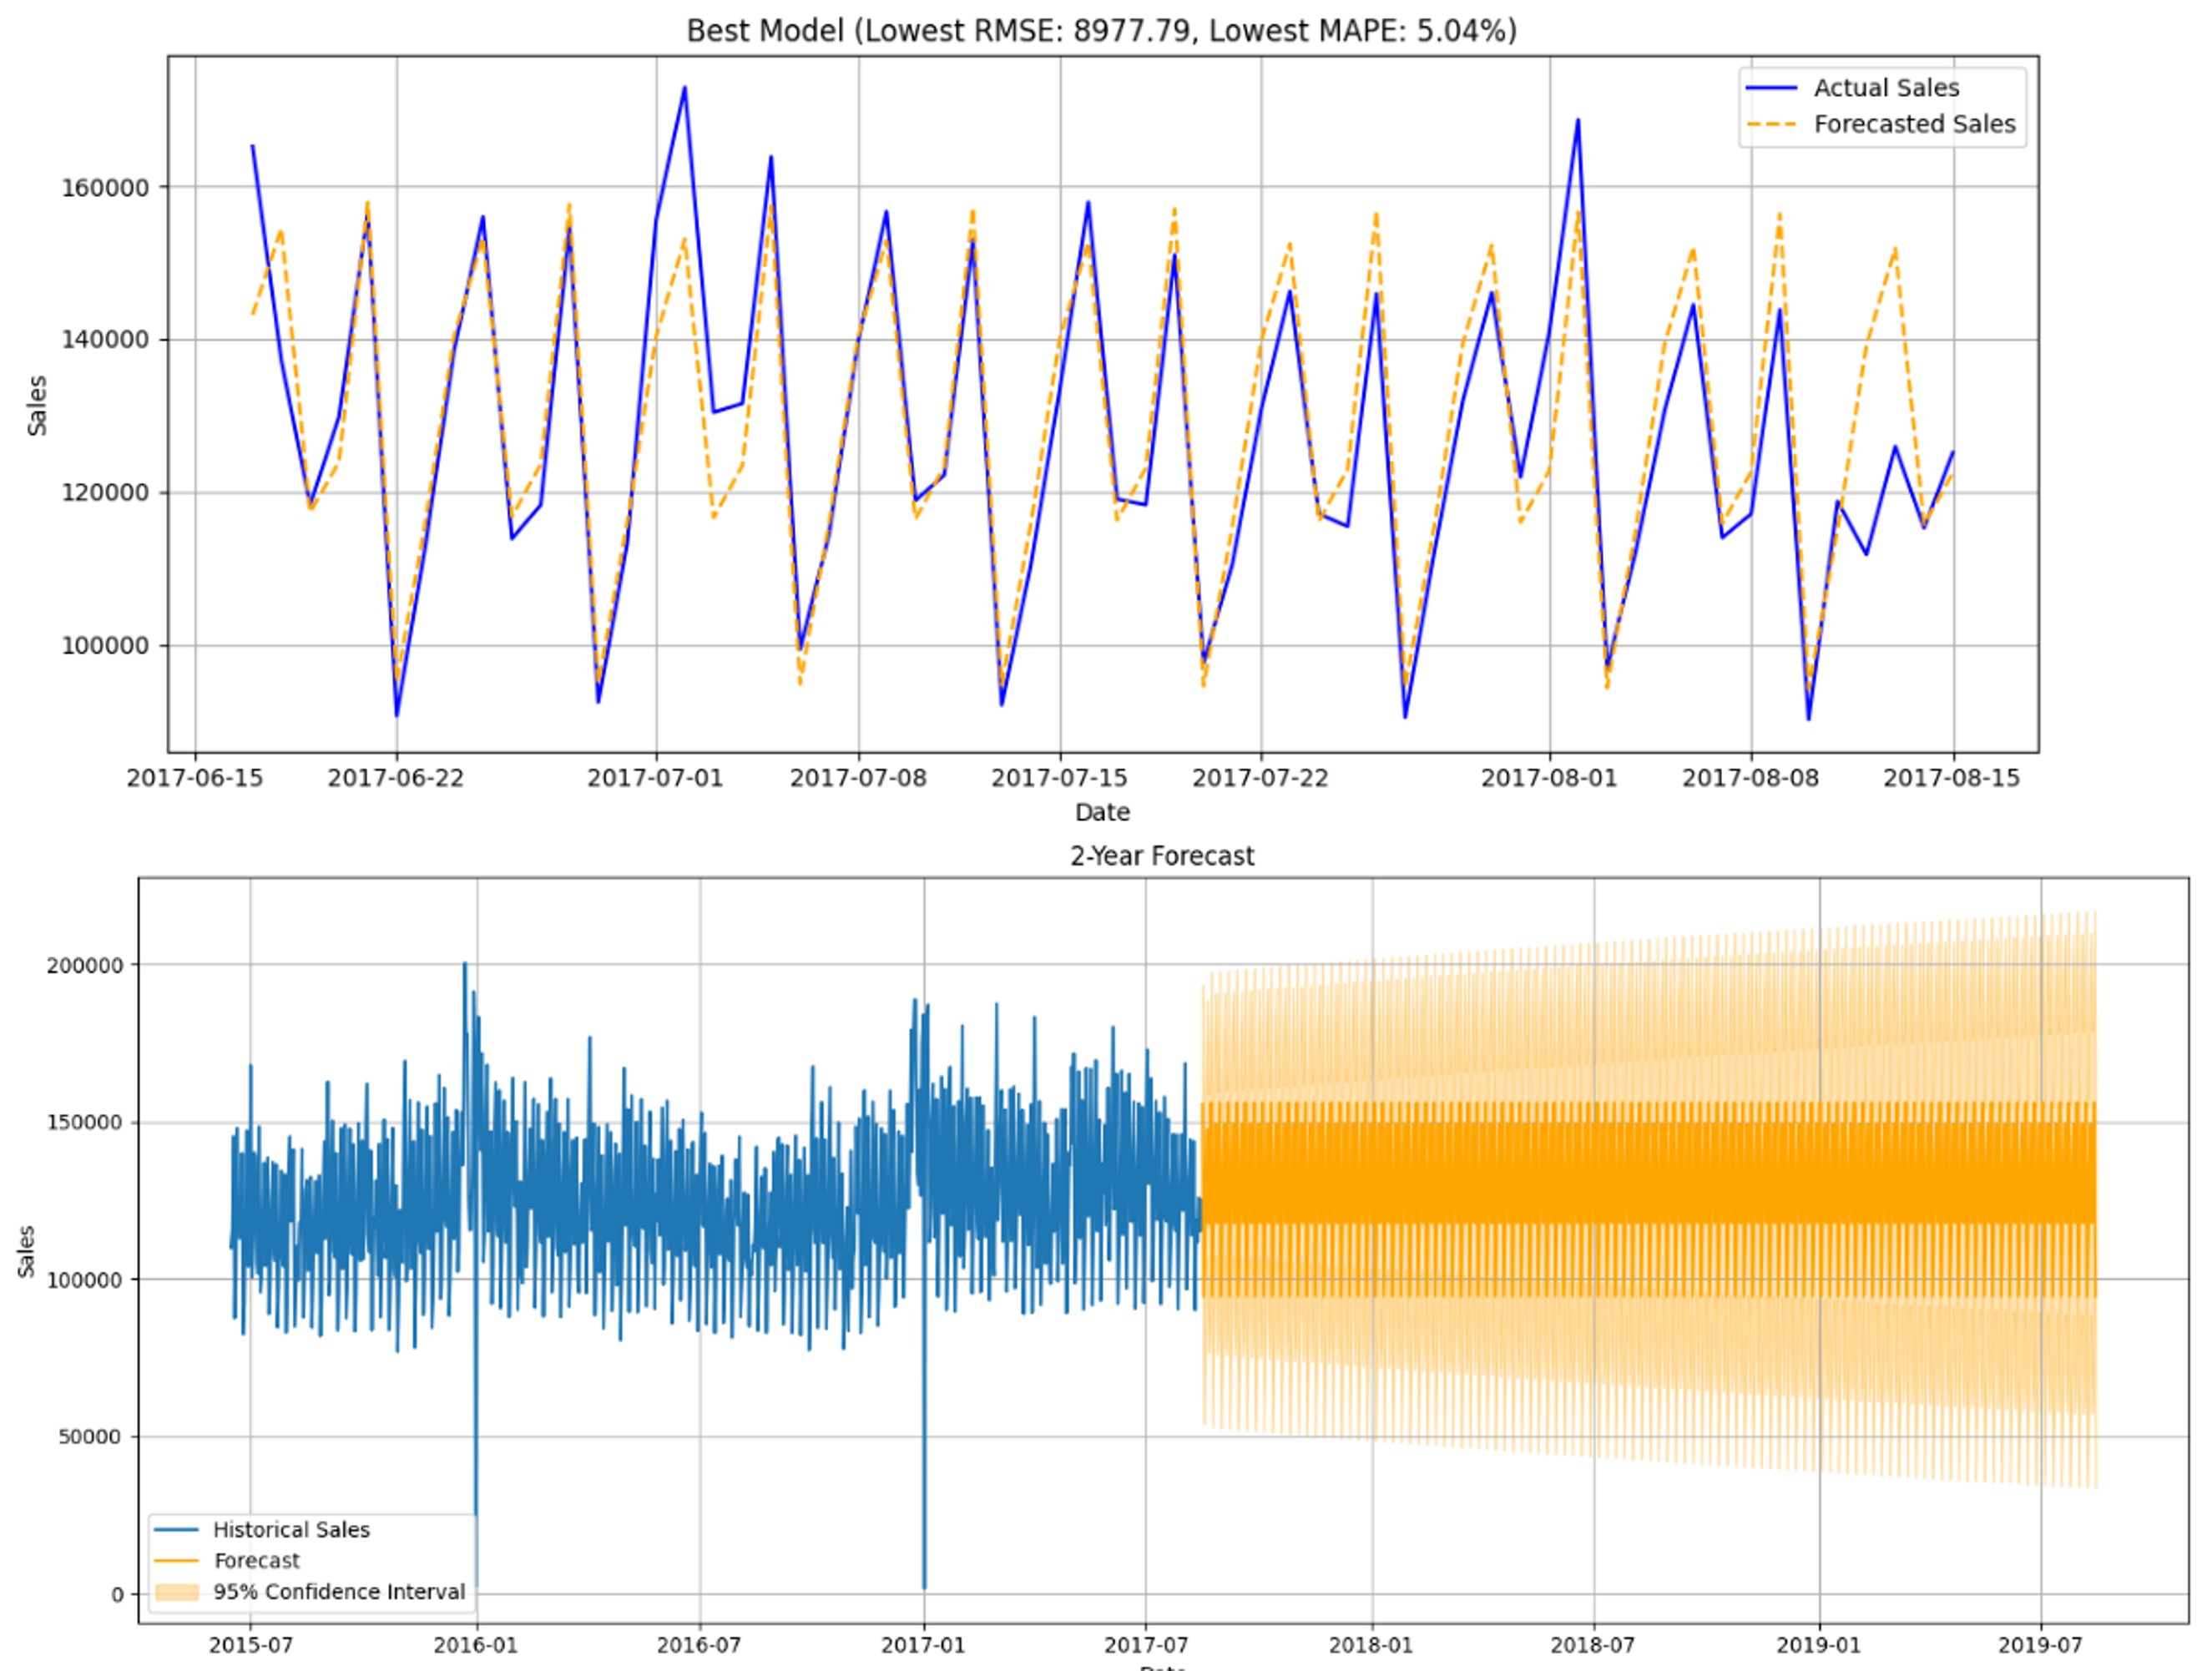 Best Model (Lowest RMSE: 8977.79, Lowest MAPE: 5.04%)
Actual Sales
Forecasted Sales
160000
140000
120000
100000
Sales
2017-06-15 2017-06-22 2017-07-01 2017-07-08 2017-07-15 2017-07-22 2017-08-01 2017-08-08 2017-08-15
Date
2-Year Forecast
200000
150000
100000
50000
0
Sales
Historical Sales
Forecast
95% Confidence Interval
2015-07 2016-01 2016-07 2017-01 2017-07 2018-01 2018-07 2019-01 2019-07